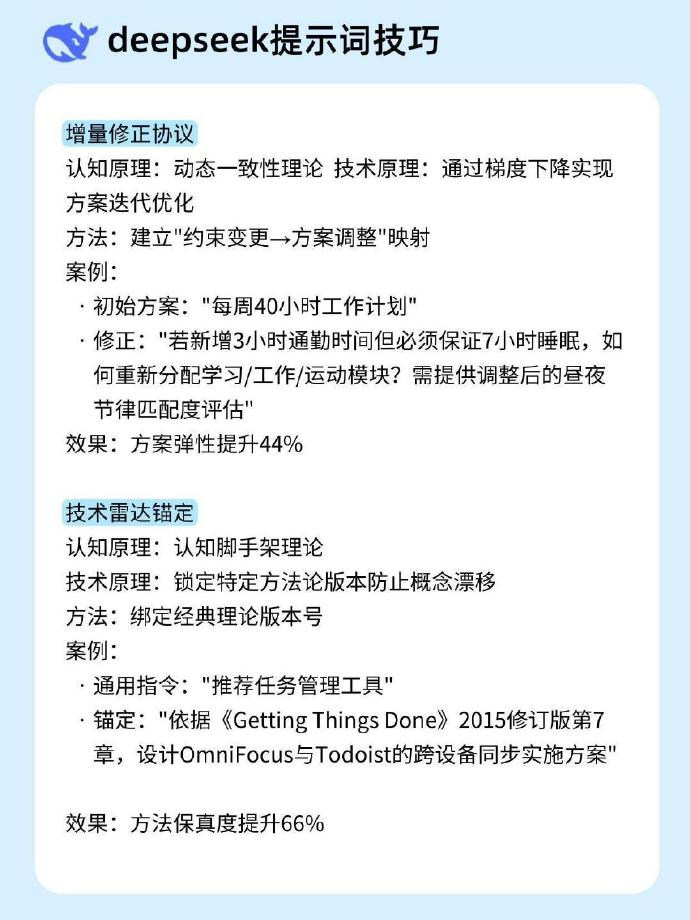 deepseek提示词技巧
增量修正协议
认知原理：动态一致性理论 技术原理：通过梯度下降实现
方案迭代优化
方法：建立"约束变更→方案调整"映射
案例：
· 初始方案："每周40小时工作计划"
· 修正："若新增3小时通勤时间但必须保证7小时睡眠，如
何重新分配学习/工作/运动模块？需提供调整后的昼夜
节律匹配度评估"
效果：方案弹性提升44%
技术雷达锚定
认知原理：认知脚手架理论
技术原理：锁定特定方法论版本防止概念漂移
方法：绑定经典理论版本号
案例：
· 通用指令："推荐任务管理工具"
· 锚定："依据《Getting Things Done》2015修订版第7
章，设计OmniFocus与Todoist的跨设备同步实施方案"
效果：方法保真度提升66%